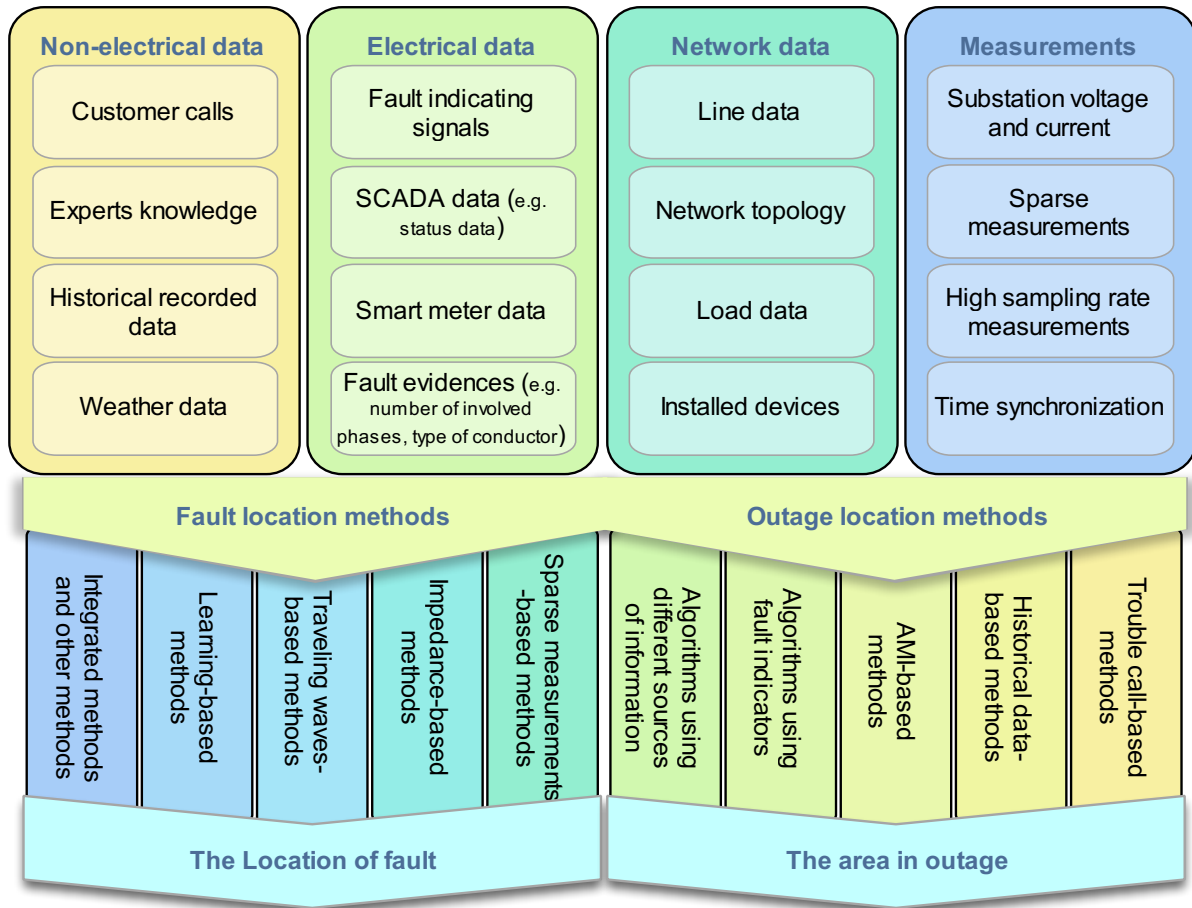 Non-electrical data
Customer calls
Experts knowledge
Historical recorded
data
Weather data
Electrical data
Fault indicating
signals
SCADA data (e.g.
status data)
Smart meter data
Fault evidences (e.g.
number of involved
phases, type of conductor)
Network data
Line data
Network topology
Load data
Installed devices
Measurements
Substation voltage
and current
Sparse
measurements
High sampling rate
measurements
Time synchronization
Fault location methods
Outage location methods
Integrated methods
and other methods
Learning-based
methods
Traveling waves-
based methods
Impedance-based
methods
Sparse measurements
-based methods
Algorithms using
different sources
of information
Algorithms using
fault indicators
AMI-based
methods
Historical data-
based methods
Trouble call-based
methods
The Location of fault
The area in outage